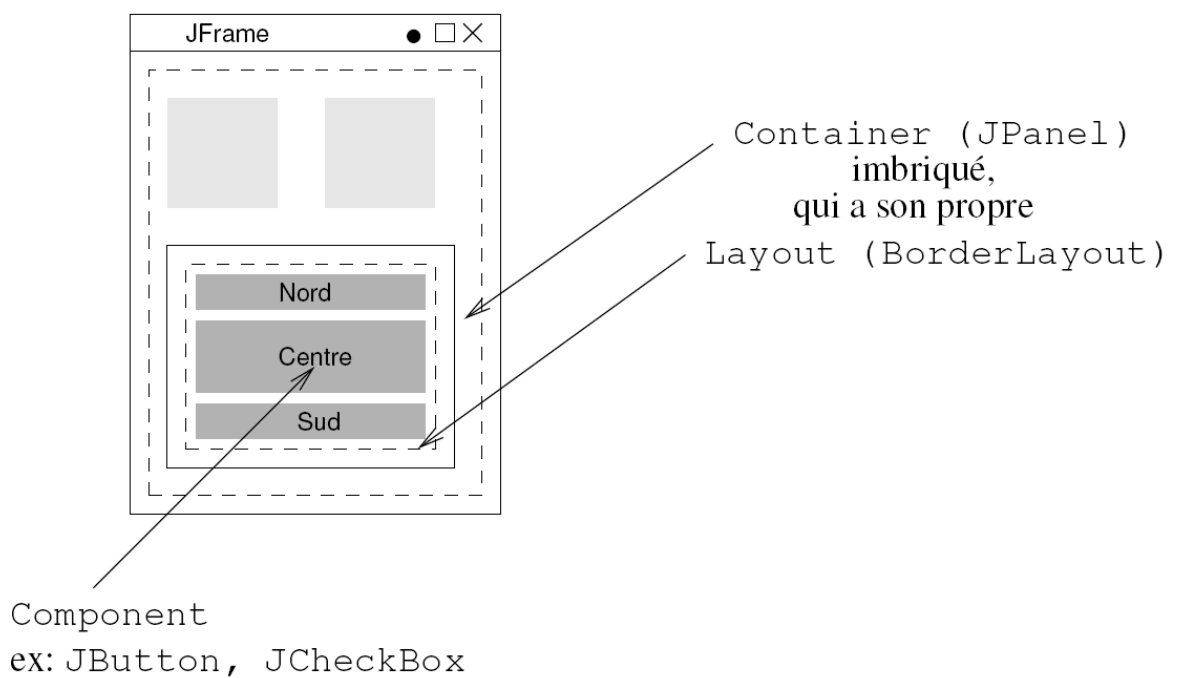 JFrame
Container (JPanel)
imbriqué,
qui a son propre
Layout (BorderLayout)
Nord
Centre
Sud
Component
ex: JButton, JCheckBox